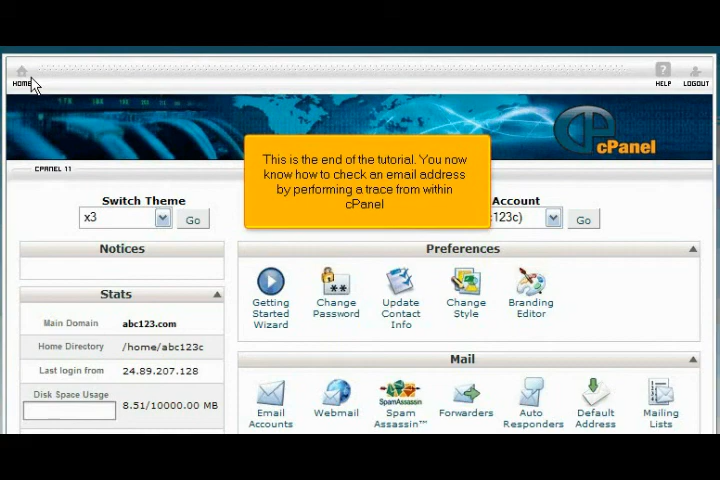 HOME
HELP
LOGOUT
cPanel
CPANEL 11
This is the end of the tutorial. You now
know how to check an email address
by performing a trace from within
cPanel
Switch Theme
x3
Go
Account
123c)
Go
Notices
Stats
Main Domain abc123.com
Home Directory /home/abc123c
Last login from 24.89.207.128
Disk Space Usage 8.51/10000.00 MB
Preferences
Getting
Started
Wizard
Change
Password
Update
Contact
Info
Change
Style
Branding
Editor
Mail
Email
Accounts
Webmail
SpamAssassin
Spam
Assassin™
Forwarders
Auto
Responders
Default
Address
Mailing
Lists